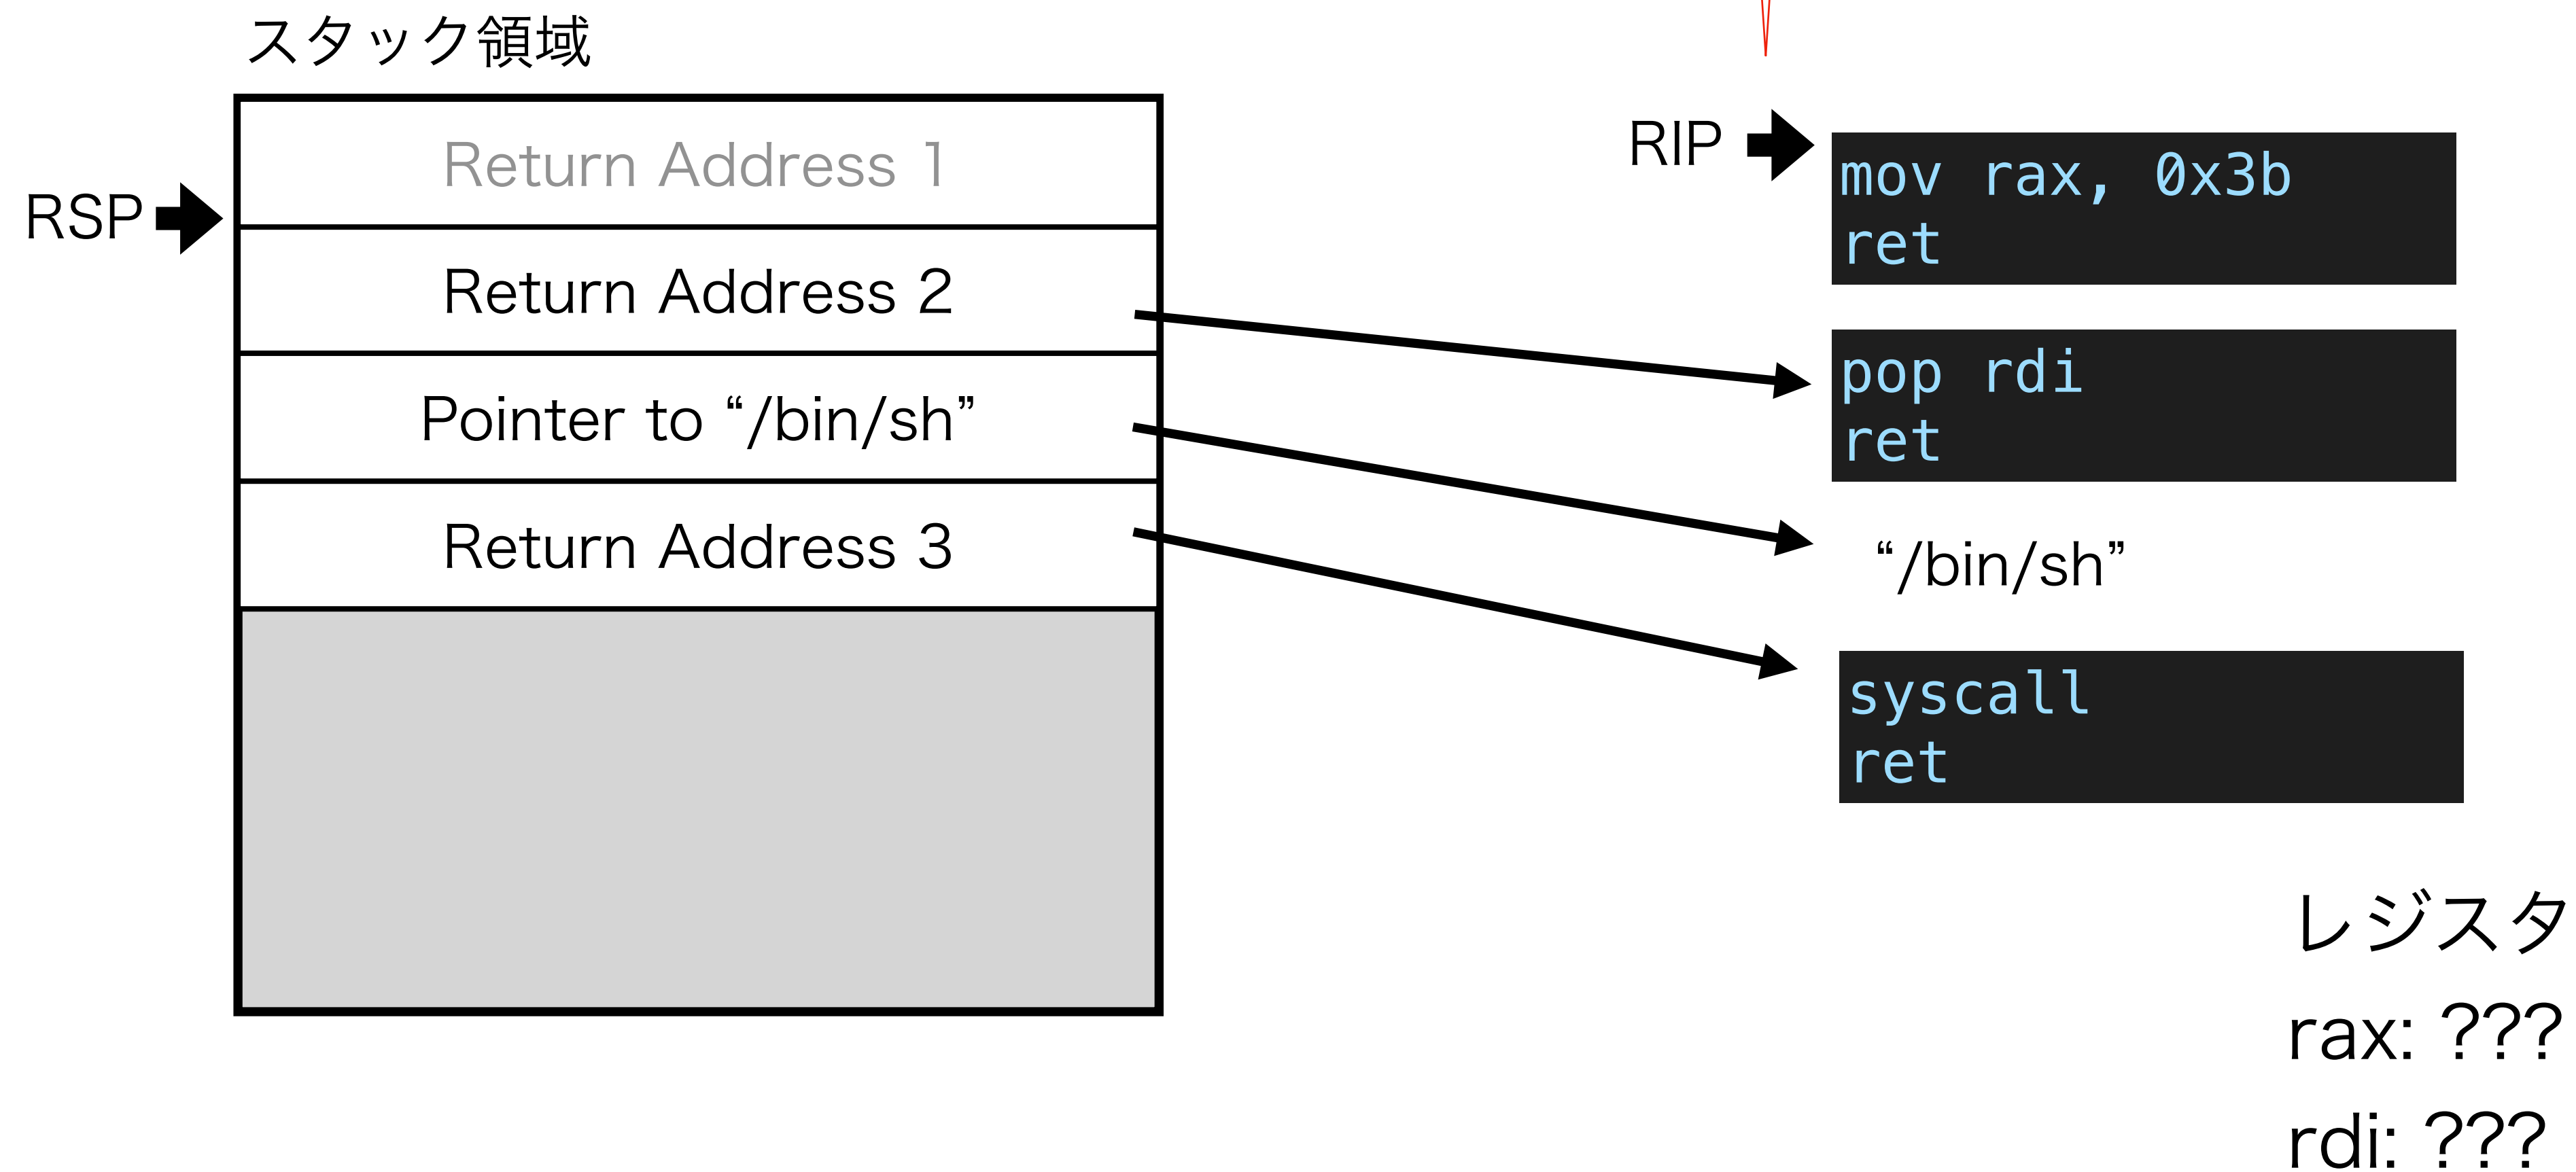 スタック領域
Return Address 1
RSP
Return Address 2
Pointer to “/bin/sh”
Return Address 3
RIP
mov rax, 0x3b
ret
pop rdi
ret
“/bin/sh”
syscall
ret
レジスタ
rax: ???
rdi: ???